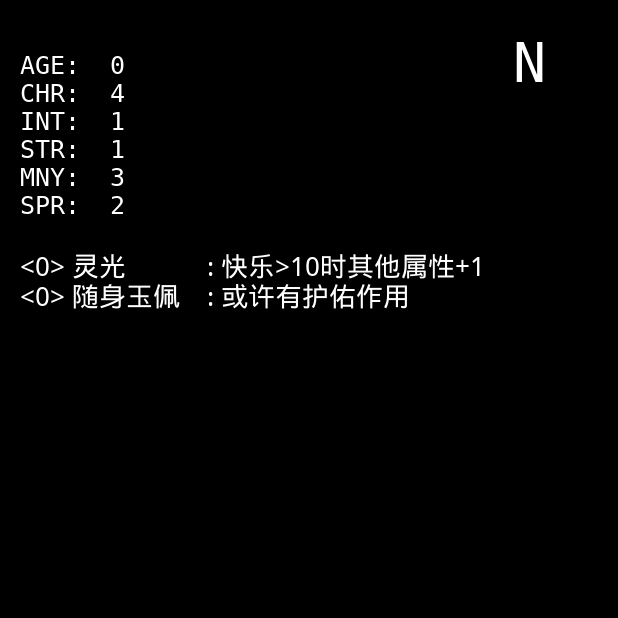 N
AGE: 0
CHR: 4
INT: 1
STR: 1
MNY: 3
SPR: 2
<0> 灵光 : 快乐>10时其他属性+1
<0> 随身玉佩 : 或许有护佑作用